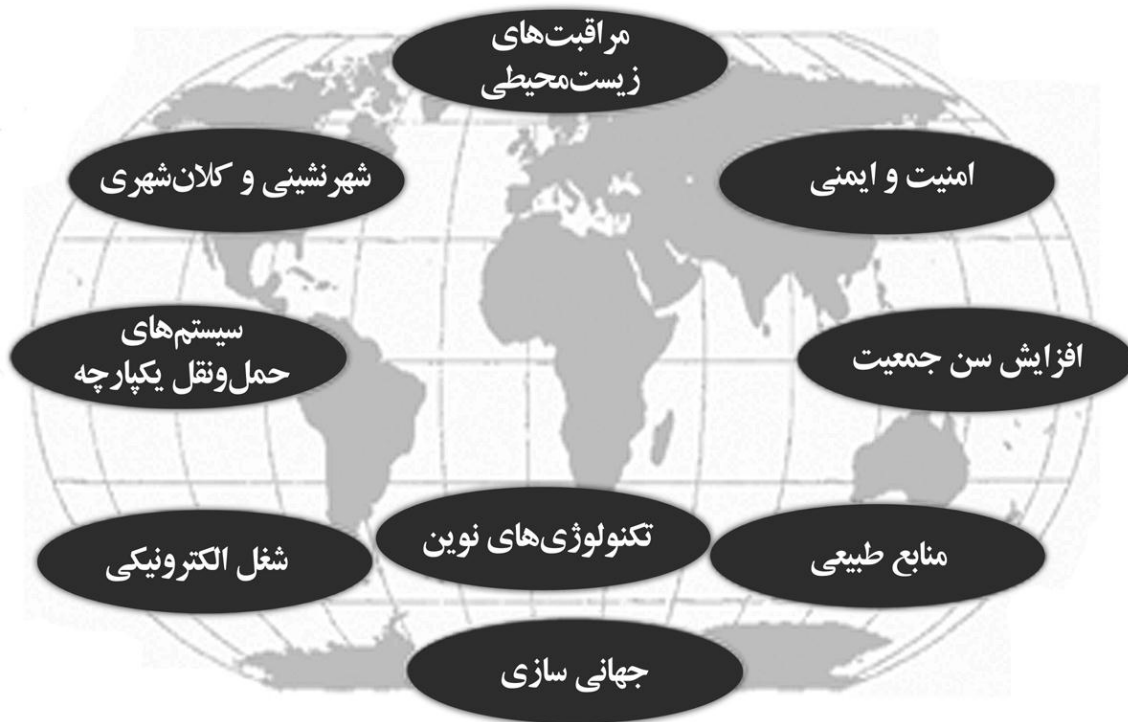 مراقبت‌های
زیست‌محیطی
امنیت و ایمنی
شهرنشینی و کلان‌شهری
افزایش سن جمعیت
سیستم‌های
حمل‌ونقل یکپارچه
منابع طبیعی
تکنولوژی‌های نوین
شغل الکترونیکی
جهانی سازی